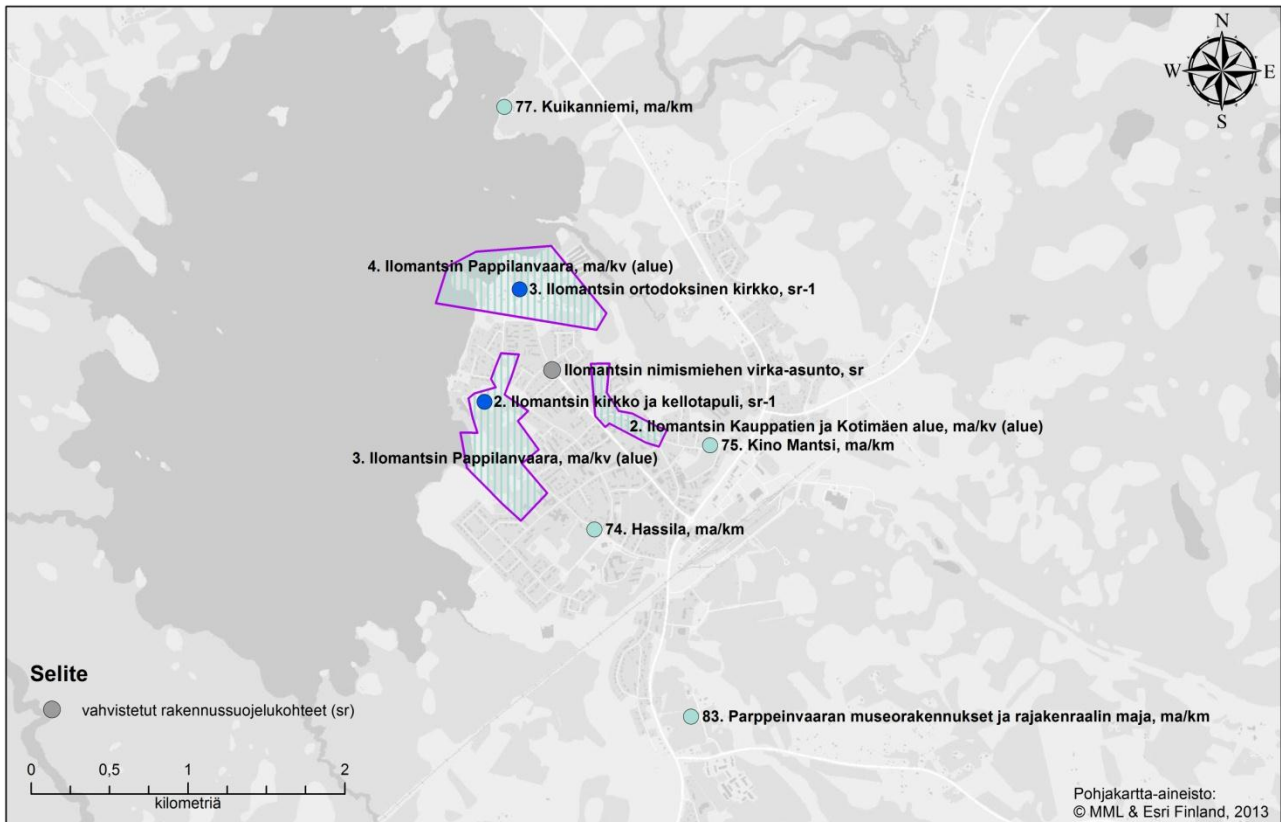 N
W E
S
77. Kuikanniemi, ma/km
4. Ilomantsin Pappilanvaara, ma/kv (alue)
3. Ilomantsin ortodoksinen kirkko, sr-1
Ilomantsin nimismiehen virka-asunto, sr
2. Ilomantsin kirkko ja kellotapuli, sr-1
2. Ilomantsin Kauppatien ja Kotimäen alue, ma/kv (alue)
75. Kino Mantsi, ma/km
3. Ilomantsin Pappilanvaara, ma/kv (alue)
74. Hassila, ma/km
83. Parppeinvaaran museorakennukset ja rajakenraalin maja, ma/km
Selite
vahvistetut rakennussuojelukohteet (sr)
0 0,5 1 2
kilometriä
Pohjakartta-aineisto:
© MML & Esri Finland, 2013